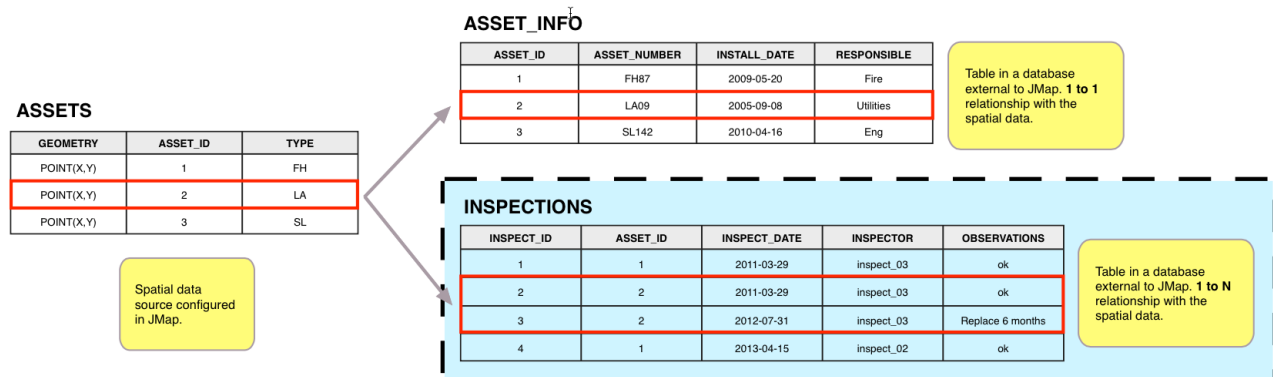 ASSET_INFO
ASSET_ID ASSET_NUMBER INSTALL_DATE RESPONSIBLE
1 FH87 2009-05-20 Fire
2 LA09 2005-09-08 Utilities
3 SL142 2010-04-16 Eng
Table in a database
external to JMap. 1 to 1
relationship with the
spatial data.
ASSETS
GEOMETRY ASSET_ID TYPE
POINT(X,Y) 1 FH
POINT(X,Y) 2 LA
POINT(X,Y) 3 SL
Spatial data
source configured
in JMap.
INSPECTIONS
INSPECT_ID ASSET_ID INSPECT_DATE INSPECTOR OBSERVATIONS
1 1 2011-03-29 inspect_03 ok
2 2 2011-03-29 inspect_03 ok
3 2 2012-07-31 inspect_03 Replace 6 months
4 1 2013-04-15 inspect_02 ok
Table in a database
external to JMap. 1 to N
relationship with the
spatial data.